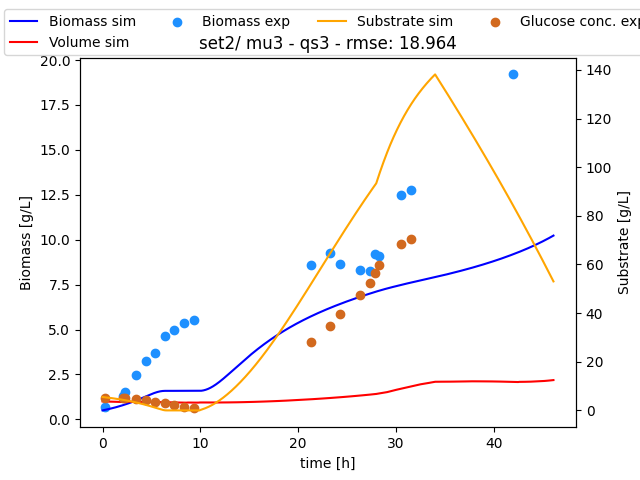 Biomass sim Biomass exp Substrate sim Glucose conc. exp
Volume sim
set2/ mu3 - qs3 - rmse: 18.964
20.0
17.5
15.0
12.5
10.0
7.5
5.0
2.5
0.0
Biomass [g/L]
140
120
100
80
60
40
20
0
Substrate [g/L]
0 10 20 30 40
time [h]